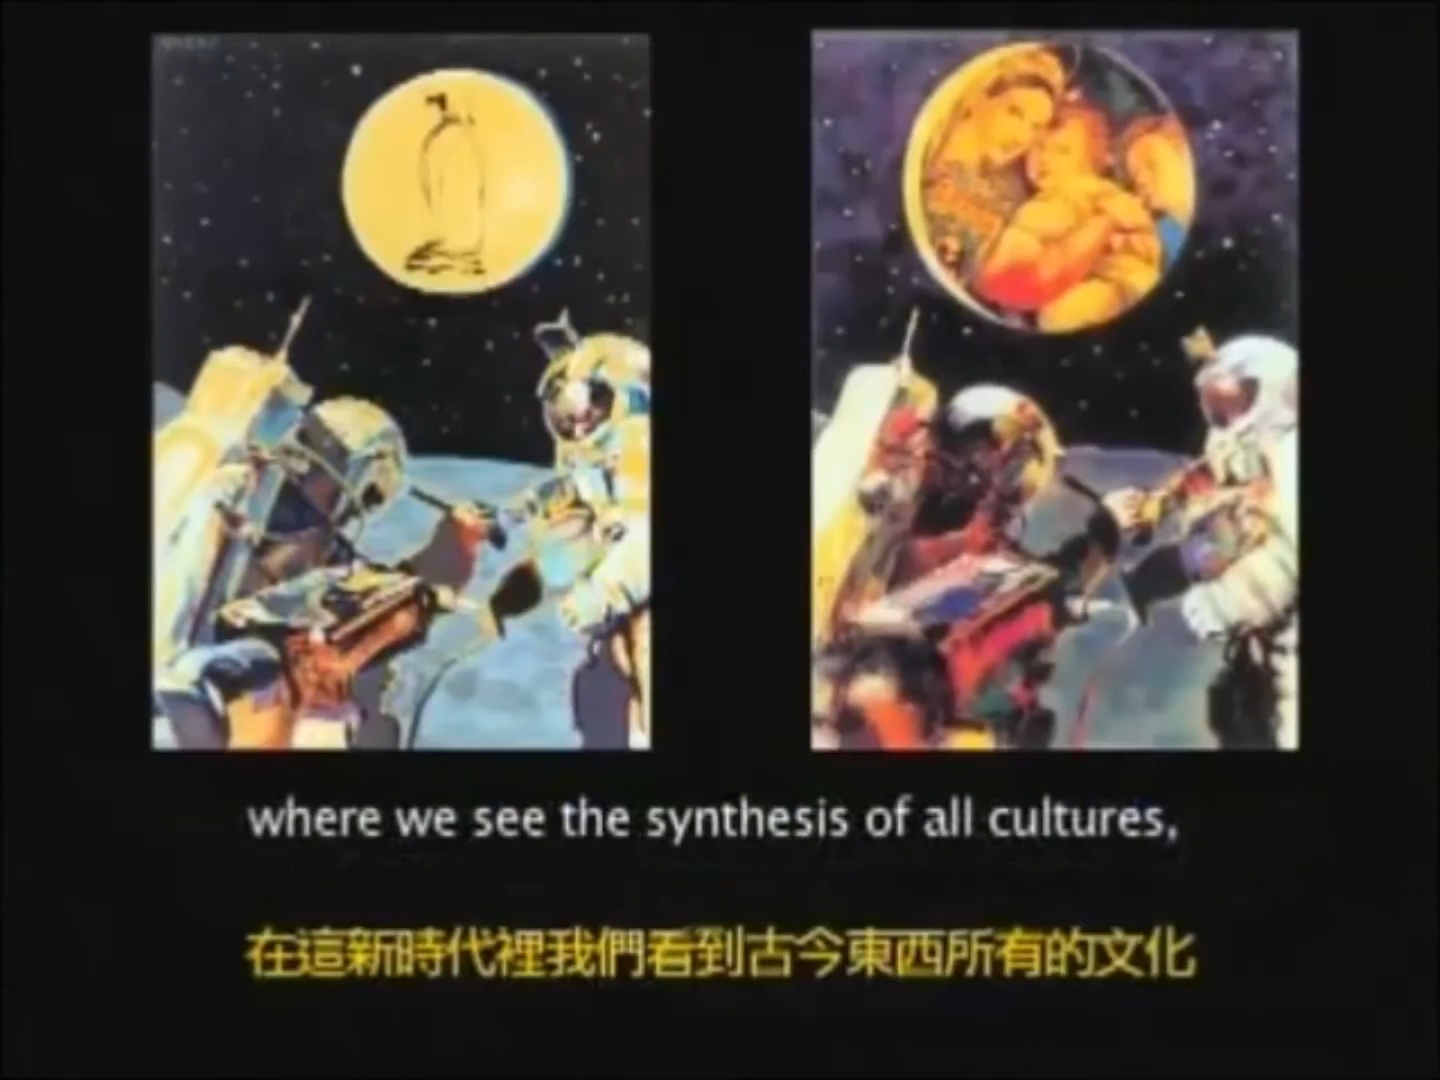 where we see the synthesis of all cultures,
在這新時代裡我們看到古今東西所有的文化